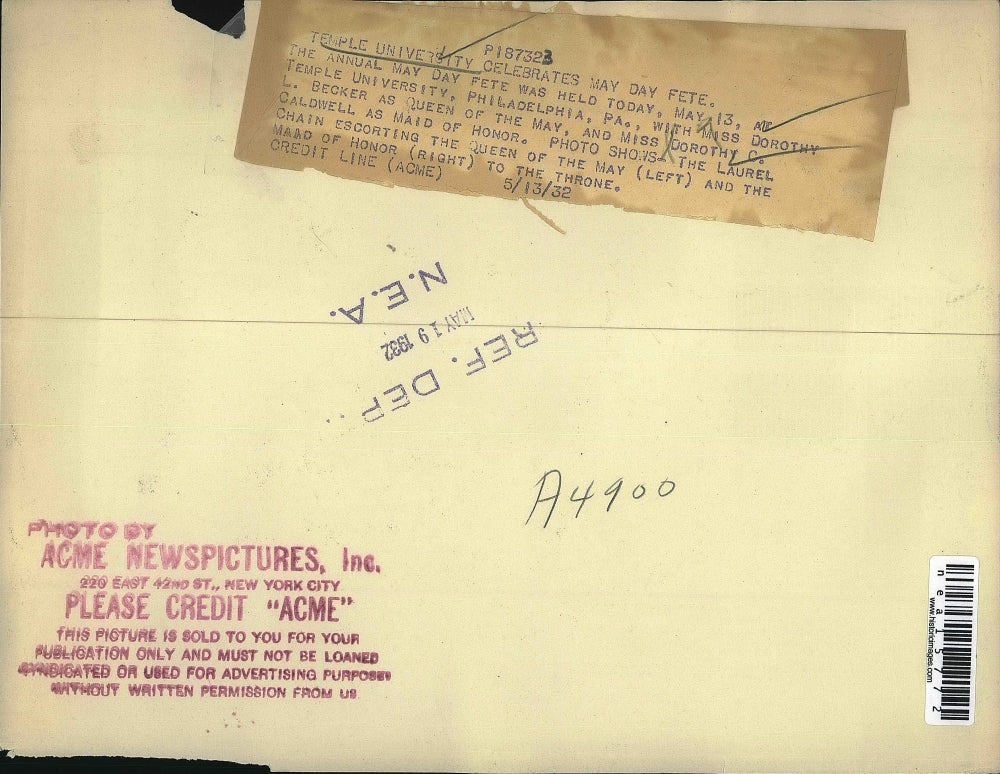 TEMPLE UNIVERSITY P187323
CELEBRATES MAY DAY FETE.
THE ANNUAL MAY DAY FETE WAS HELD TODAY, MAY 13, AT
TEMPLE UNIVERSITY, PHILADELPHIA, PA., WITH MISS DOROTHY
L. BECKER AS QUEEN OF THE MAY, AND MISS DOROTHY C.
CALDWELL AS MAID OF HONOR. PHOTO SHOWS- THE LAUREL
CHAIN ESCORTING THE QUEEN OF THE MAY (LEFT) AND THE
MAID OF HONOR (RIGHT) TO THE THRONE.
CREDIT LINE (ACME) 5/13/32
REF. DEP
MAY 19 1932
N.E.A.
A4900
PHOTO BY
ACME NEWSPICTURES, Inc.
220 EAST 42ND ST., NEW YORK CITY
PLEASE CREDIT "ACME"
THIS PICTURE IS SOLD TO YOU FOR YOUR
PUBLICATION ONLY AND MUST NOT BE LOANED
SYNDICATED OR USED FOR ADVERTISING PURPOSES
WITHOUT WRITTEN PERMISSION FROM US
nea15772
www.historicimages.com